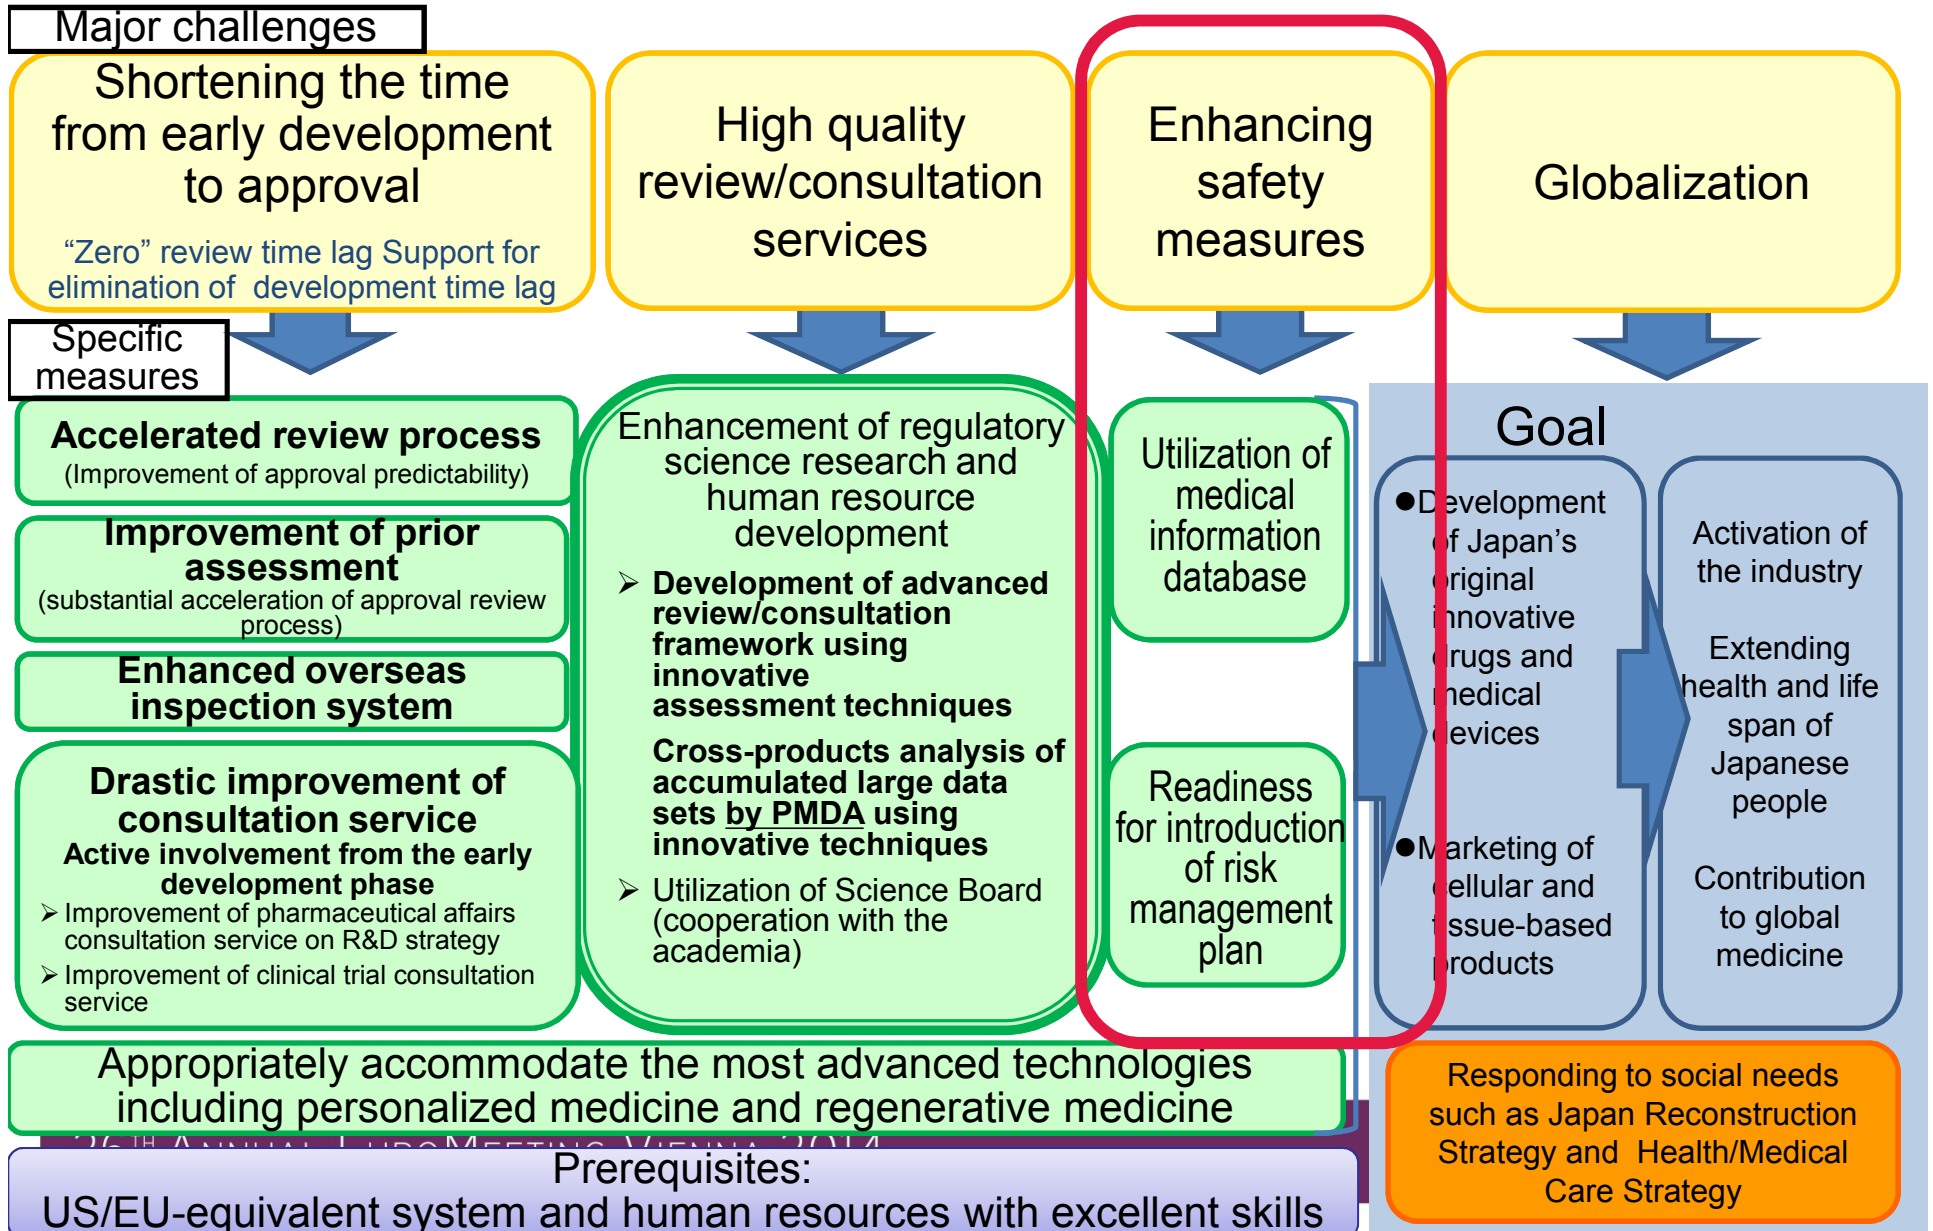 Major challenges
Shortening the time
from early development
to approval
“Zero” review time lag Support for
elimination of development time lag
High quality
review/consultation
services
Enhancing
safety
measures
Globalization
Specific
measures
Accelerated review process
(Improvement of approval predictability)
Improvement of prior
assessment
(substantial acceleration of approval review
process)
Enhanced overseas
inspection system
Drastic improvement of
consultation service
Active involvement from the early
development phase
➢ Improvement of pharmaceutical affairs
consultation service on R&D strategy
➢ Improvement of clinical trial consultation
service
Enhancement of regulatory
science research and
human resource
development
➢ Development of advanced
review/consultation
framework using
innovative
assessment techniques
Cross-products analysis of
accumulated large data
sets by PMDA using
innovative techniques
➢ Utilization of Science Board
(cooperation with the
academia)
Utilization of
medical
information
database
Readiness
for introduction
of risk
management
plan
Goal
●Development
of Japan’s
original
innovative
drugs and
medical
devices
●Marketing of
cellular and
tissue-based
products
Activation of
the industry
Extending
health and life
span of
Japanese
people
Contribution
to global
medicine
Appropriately accommodate the most advanced technologies
including personalized medicine and regenerative medicine
26TH ANNUAL EUROMEETING VIENNA 2014
Prerequisites:
US/EU-equivalent system and human resources with excellent skills
Responding to social needs
such as Japan Reconstruction
Strategy and Health/Medical
Care Strategy